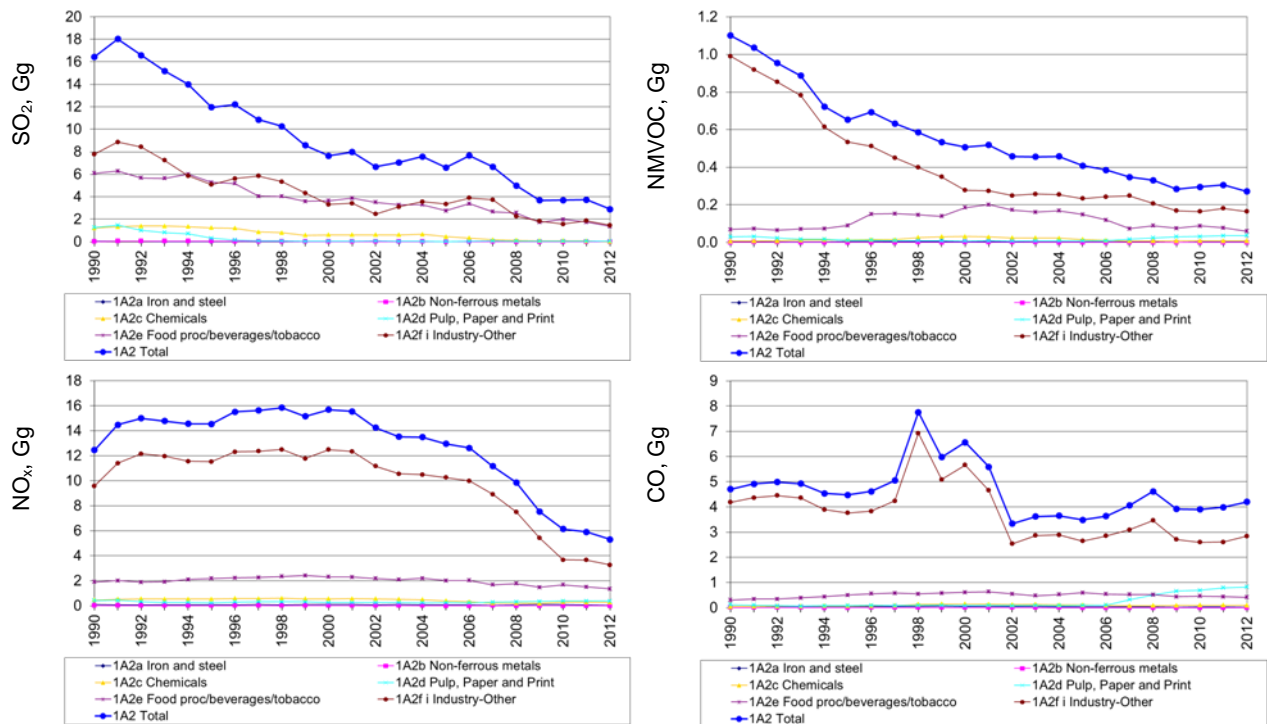 SO2, Gg
20
18
16
14
12
10
8
6
4
2
0
1990
1992
1994
1996
1998
2000
2002
2004
2006
2008
2010
2012
1A2a Iron and steel
1A2b Non-ferrous metals
1A2c Chemicals
1A2d Pulp, Paper and Print
1A2e Food proc/beverages/tobacco
1A2f i Industry-Other
1A2 Total
NMVOC, Gg
1.2
1.0
0.8
0.6
0.4
0.2
0.0
1990
1992
1994
1996
1998
2000
2002
2004
2006
2008
2010
2012
1A2a Iron and steel
1A2b Non-ferrous metals
1A2c Chemicals
1A2d Pulp, Paper and Print
1A2e Food proc/beverages/tobacco
1A2f i Industry-Other
1A2 Total
NOx, Gg
18
16
14
12
10
8
6
4
2
0
1990
1992
1994
1996
1998
2000
2002
2004
2006
2008
2010
2012
1A2a Iron and steel
1A2b Non-ferrous metals
1A2c Chemicals
1A2d Pulp, Paper and Print
1A2e Food proc/beverages/tobacco
1A2f i Industry-Other
1A2 Total
CO, Gg
9
8
7
6
5
4
3
2
1
0
1990
1992
1994
1996
1998
2000
2002
2004
2006
2008
2010
2012
1A2a Iron and steel
1A2b Non-ferrous metals
1A2c Chemicals
1A2d Pulp, Paper and Print
1A2e Food proc/beverages/tobacco
1A2f i Industry-Other
1A2 Total